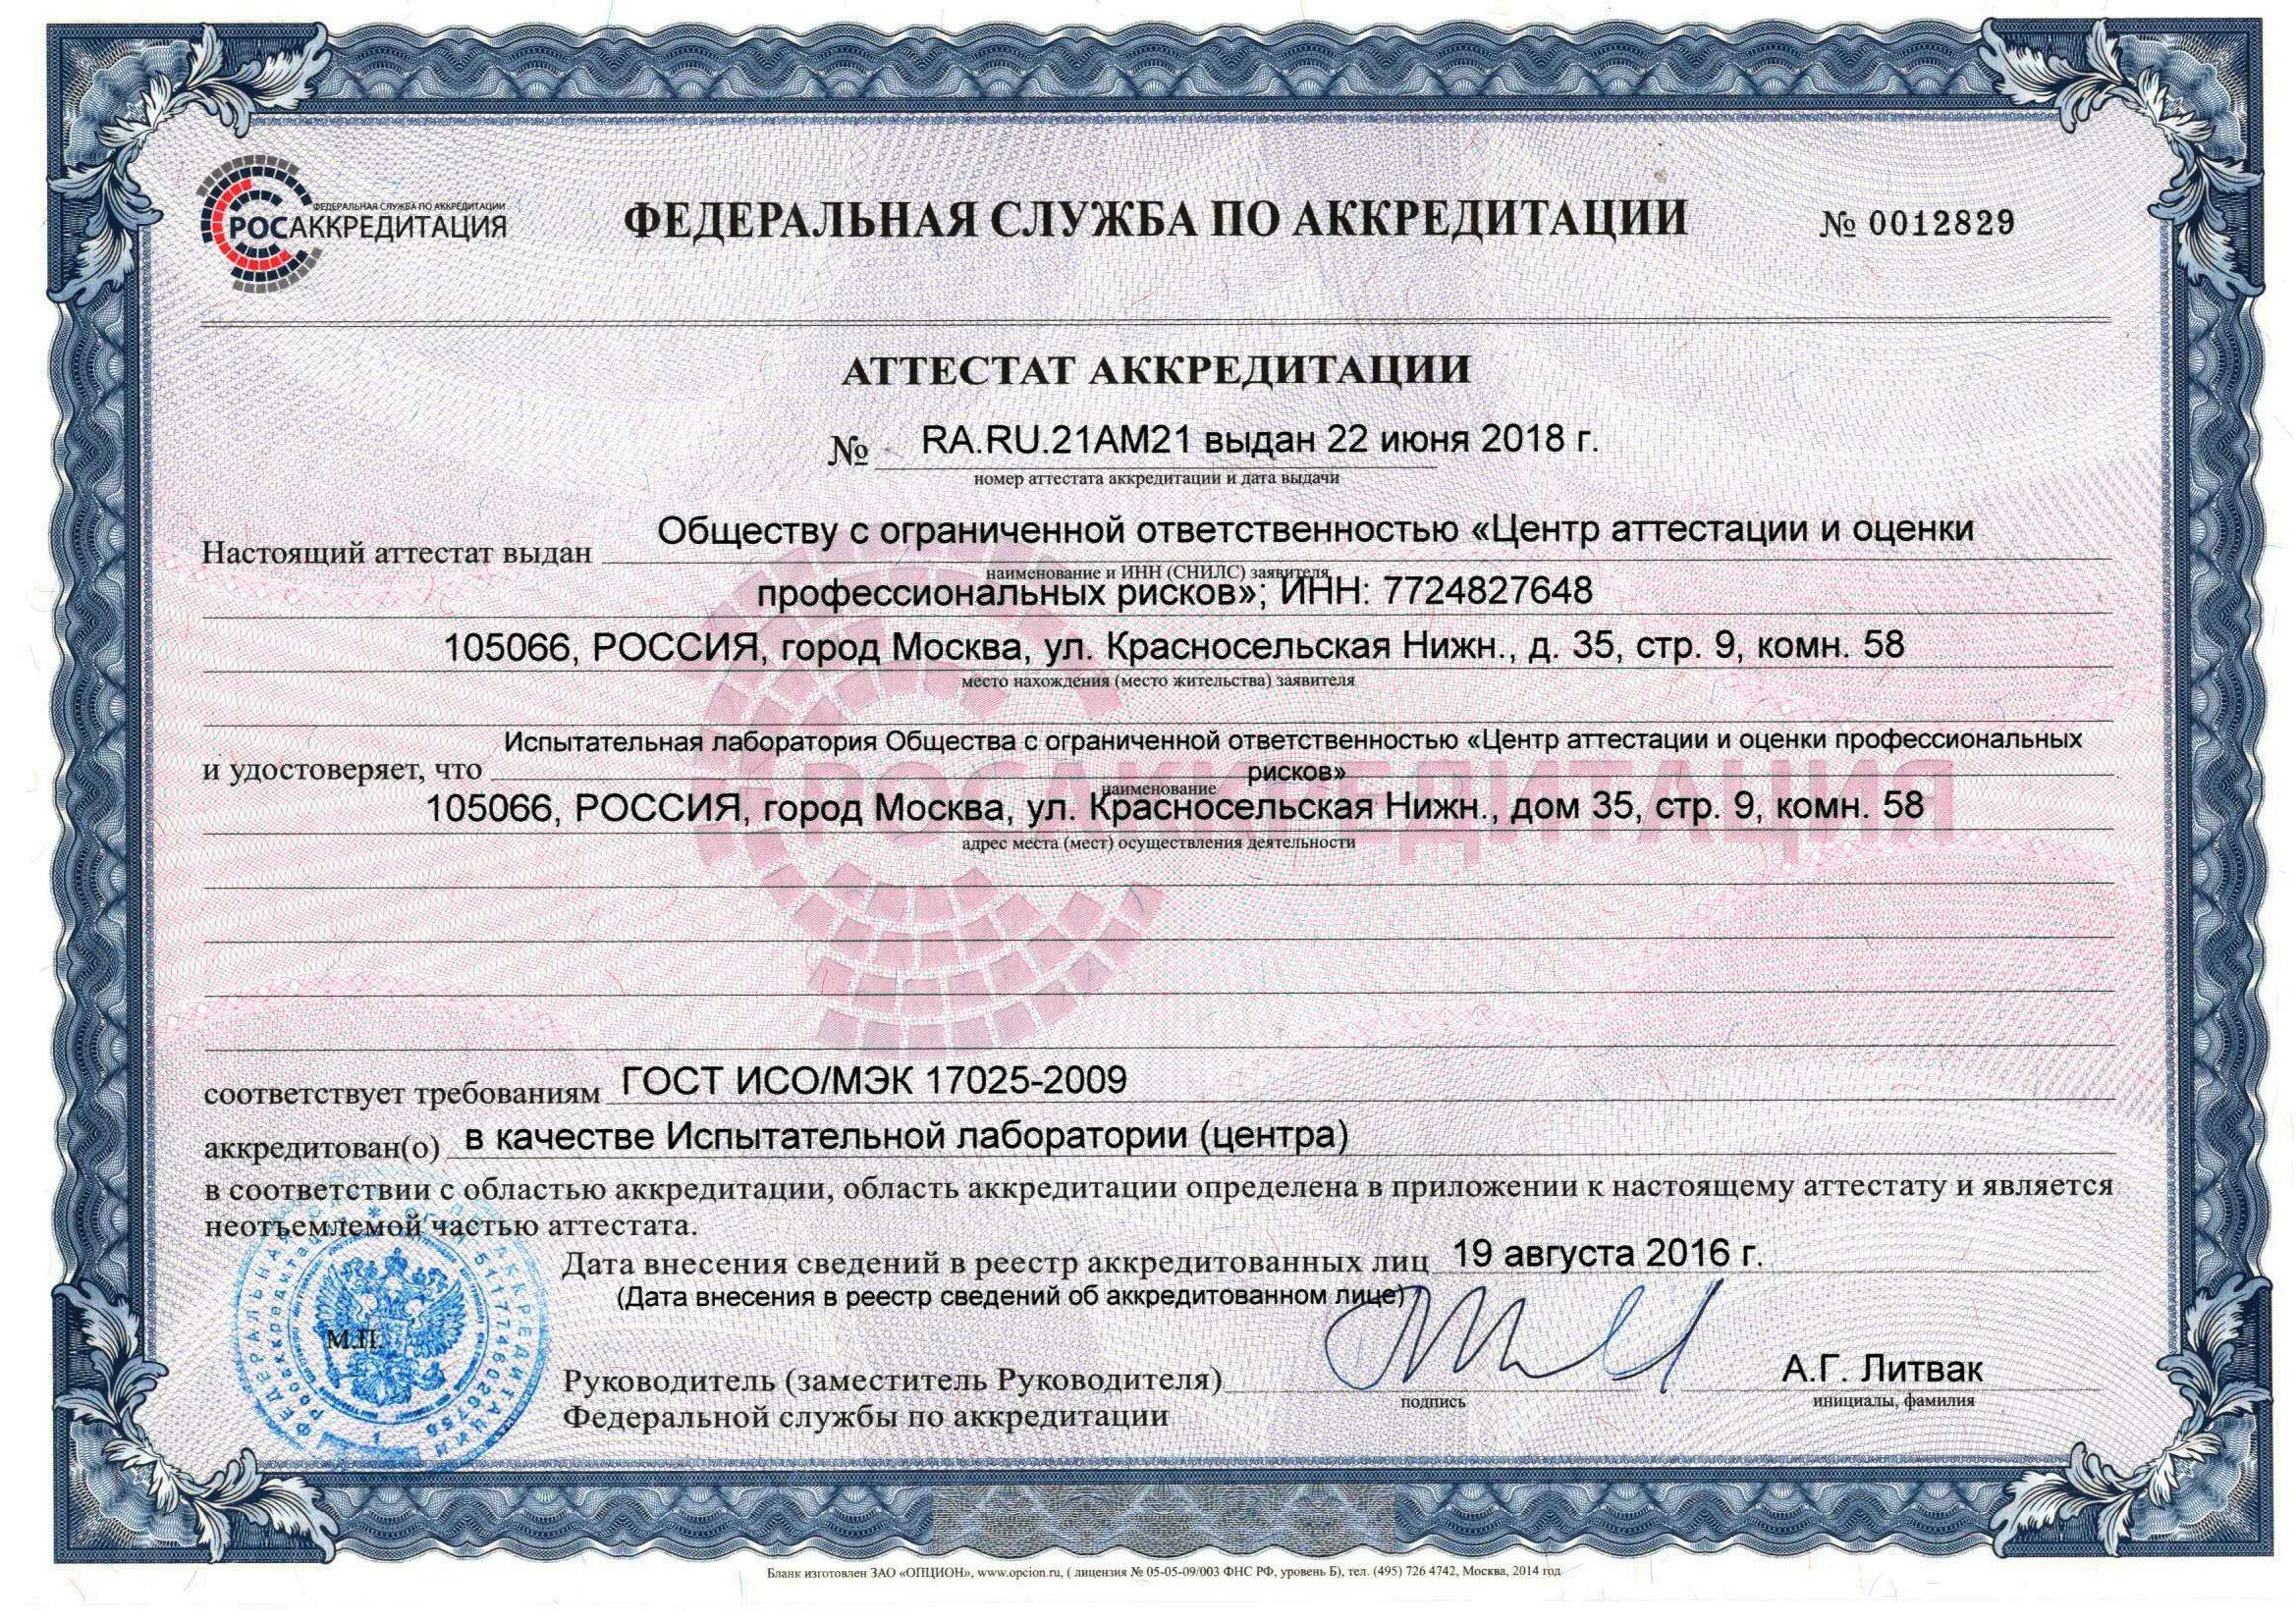 ФЕДЕРАЛЬНАЯ СЛУЖБА ПО АККРЕДИТАЦИИ
РОСАККРЕДИТАЦИЯ
ФЕДЕРАЛЬНАЯ СЛУЖБА ПО АККРЕДИТАЦИИ
№ 0012829
АТТЕСТАТ АККРЕДИТАЦИИ
№ RA.RU.21АМ21 выдан 22 июня 2018 г.
номер аттестата аккредитации и дата выдачи
Настоящий аттестат выдан Обществу с ограниченной ответственностью «Центр аттестации и оценки
наименование и ИНН (СНИЛС) заявителя
профессиональных рисков»; ИНН: 7724827648
105066, РОССИЯ, город Москва, ул. Красносельская Нижн., д. 35, стр. 9, комн. 58
место нахождения (место жительства) заявителя
Испытательная лаборатория Общества с ограниченной ответственностью «Центр аттестации и оценки профессиональных
и удостоверяет, что рисков»
наименование
105066, РОССИЯ, город Москва, ул. Красносельская Нижн., дом 35, стр. 9, комн. 58
адрес места (мест) осуществления деятельности
РОСАККРЕДИТАЦИЯ
соответствует требованиям ГОСТ ИСО/МЭК 17025-2009
аккредитован(о) в качестве Испытательной лаборатории (центра)
в соответствии с областью аккредитации, область аккредитации определена в приложении к настоящему аттестату и является
неотъемлемой частью аттестата.
Дата внесения сведений в реестр аккредитованных лиц 19 августа 2016 г.
(Дата внесения в реестр сведений об аккредитованном лице)
М.П.
Руководитель (заместитель Руководителя)
Федеральной службы по аккредитации
подпись
А.Г. Литвак
инициалы, фамилия
Бланк изготовлен ЗАО «ОПЦИОН», www.opcion.ru, ( лицензия № 05-05-09/003 ФНС РФ, уровень Б), тел. (495) 726 4742, Москва, 2014 год